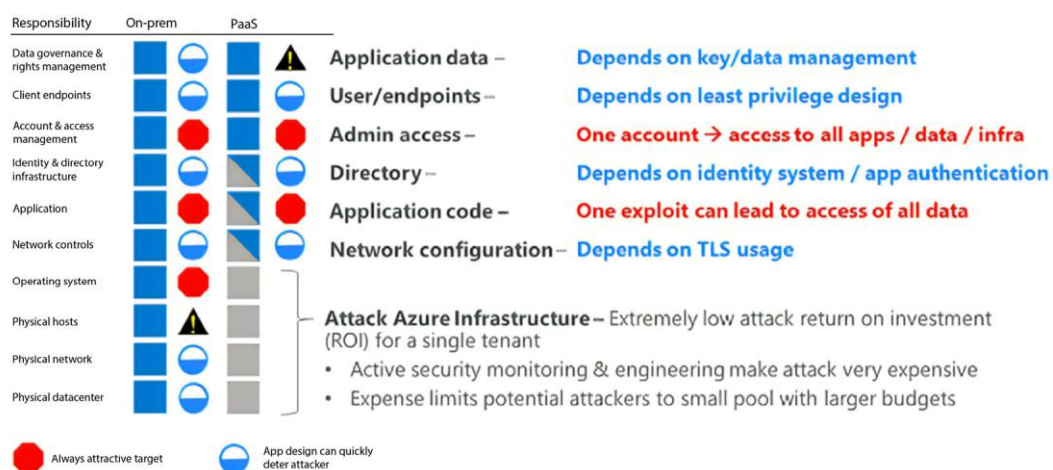 Responsibility On-prem PaaS
Data governance & rights management
Application data – Depends on key/data management
Client endpoints
User/endpoints – Depends on least privilege design
Account & access management
Admin access – One account → access to all apps / data / infra
Identity & directory infrastructure
Directory – Depends on identity system / app authentication
Application
Application code – One exploit can lead to access of all data
Network controls
Network configuration – Depends on TLS usage
Operating system
Physical hosts
Attack Azure Infrastructure – Extremely low attack return on investment
(ROI) for a single tenant
Physical network
• Active security monitoring & engineering make attack very expensive
Physical datacenter
• Expense limits potential attackers to small pool with larger budgets
Always attractive target
App design can quickly
deter attacker